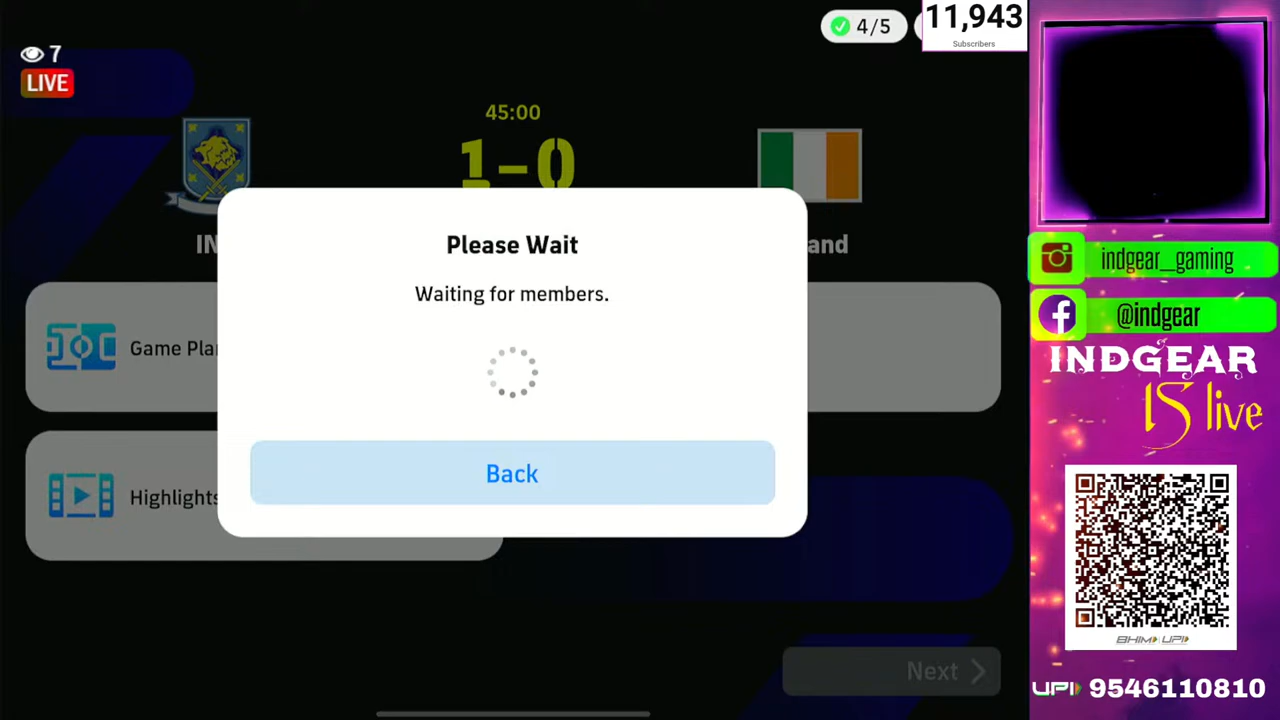 7
LIVE
4/5
11,943
Subscribers
45:00
1-0
IN
and
Please Wait
Waiting for members.
Back
Game Plan
Highlights
Next
indgear_gaming
@indgear
INDGEAR
IS live
BHIM UPI
UPI 9546110810